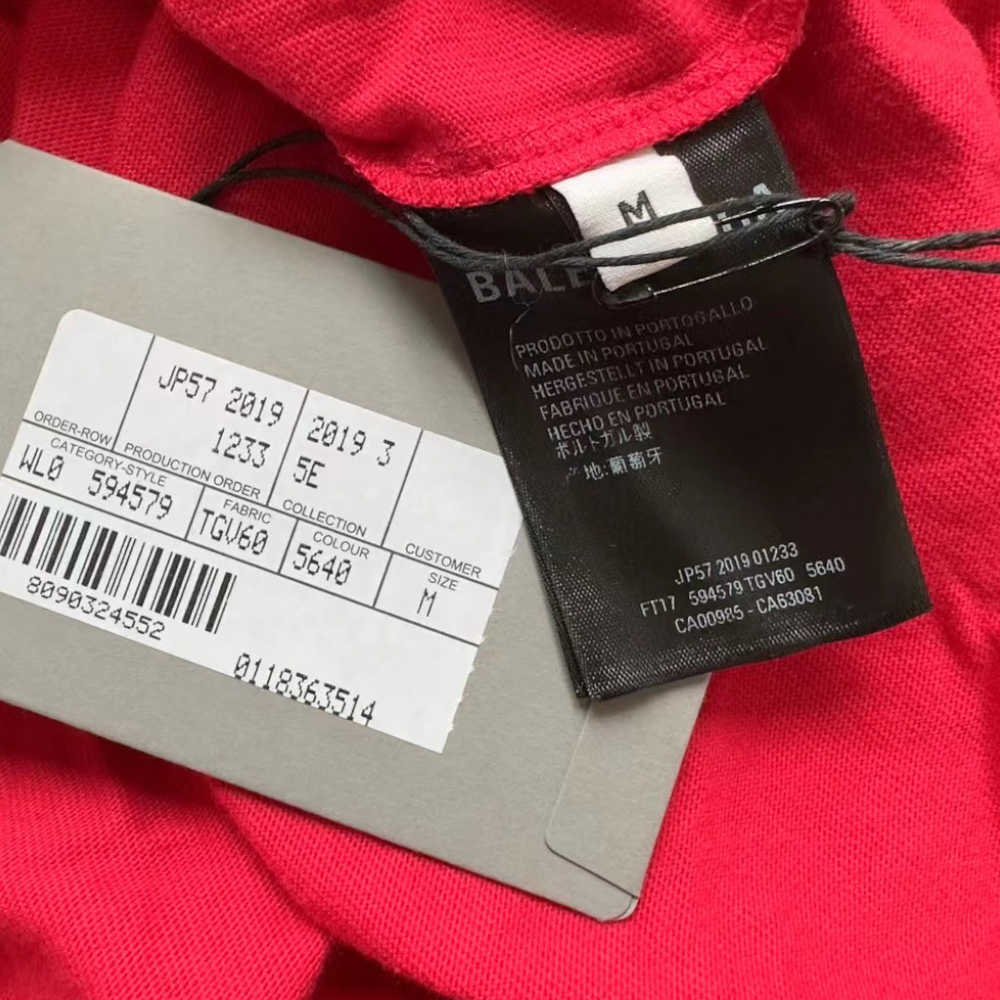 JP57 2019
1233
2019 3
5E
ORDER-ROW
PRODUCTION ORDER
COLLECTION
CUSTOMER
CATEGORY-STYLE
WL0 594579
FABRIC
TGV60
COLOUR
5640
SIZE
M
8090324552
0118363514
M
BALE
PRODOTTO IN PORTOGALLO
MADE IN PORTUGAL
HERGESTELLT IN PORTUGAL
FABRIQUE EN PORTUGAL
HECHO EN PORTUGAL
ポルトガル製
产地:葡萄牙
JP57 2019 01233
FT17 594579 TGV60 5640
CA00985 - CA63081